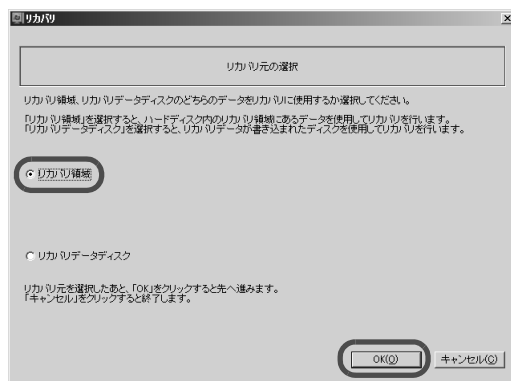 リカバリ
リカバリ元の選択
リカバリ領域、リカバリデータディスクのどちらのデータをリカバリに使用するか選択してください。
「リカバリ領域」を選択すると、ハードディスク内のリカバリ領域にあるデータを使用してリカバリを行います。
「リカバリデータディスク」を選択すると、リカバリデータが書き込まれたディスクを使用してリカバリを行います。
リカバリ領域
リカバリデータディスク
リカバリ元を選択したあと、「OK」をクリックすると先へ進みます。
「キャンセル」をクリックすると終了します。
OK(O) キャンセル(C)